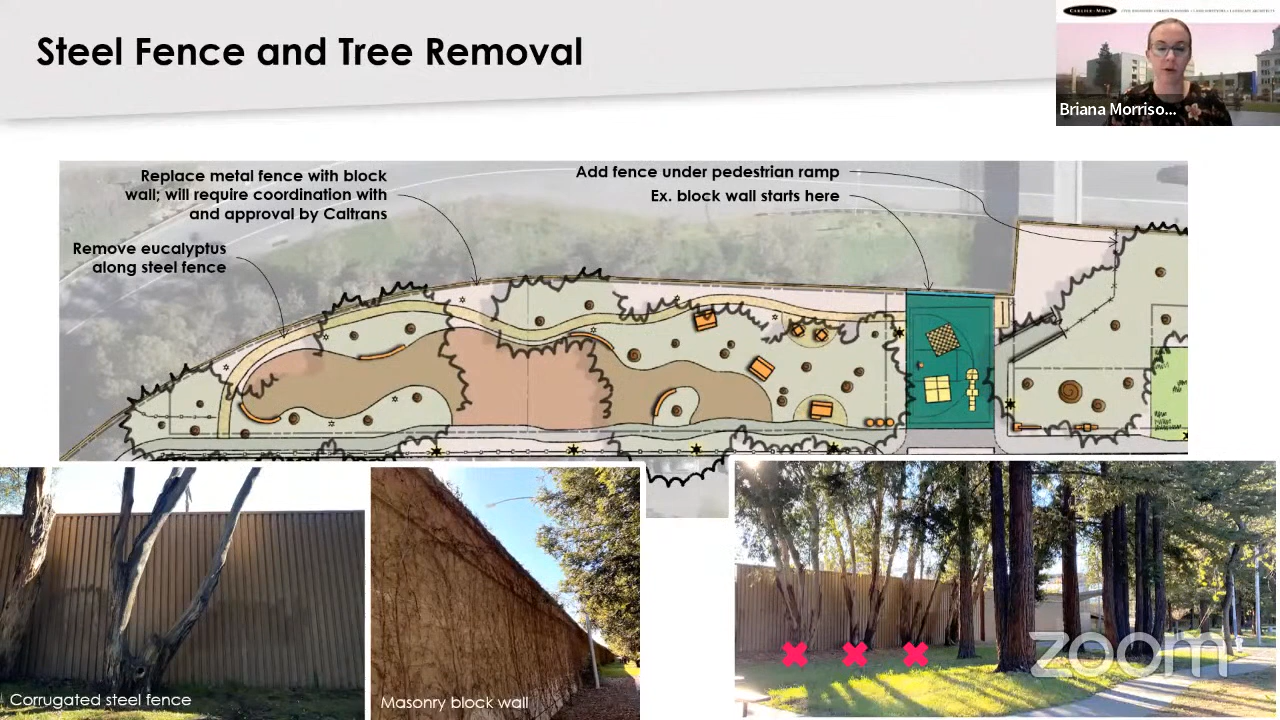 Steel Fence and Tree Removal
CARLILE • MACY
Briana Morriso...
Replace metal fence with block
wall; will require coordination with
and approval by Caltrans
Add fence under pedestrian ramp
Ex. block wall starts here
Remove eucalyptus
along steel fence
Corrugated steel fence
Masonry block wall
zoom